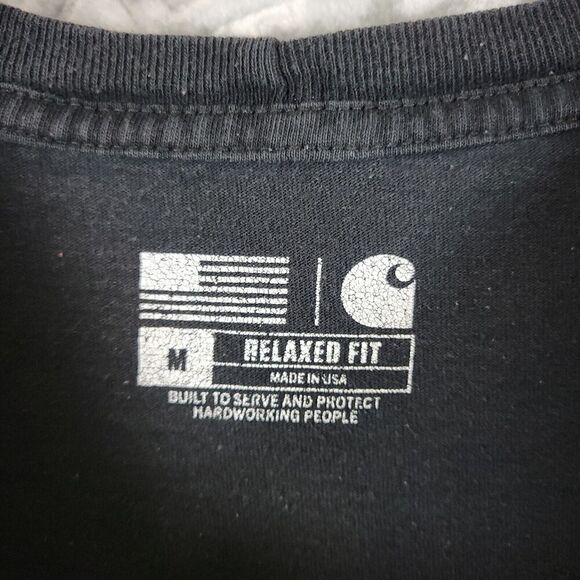 M
RELAXED FIT
MADE IN USA
BUILT TO SERVE AND PROTECT
HARDWORKING PEOPLE